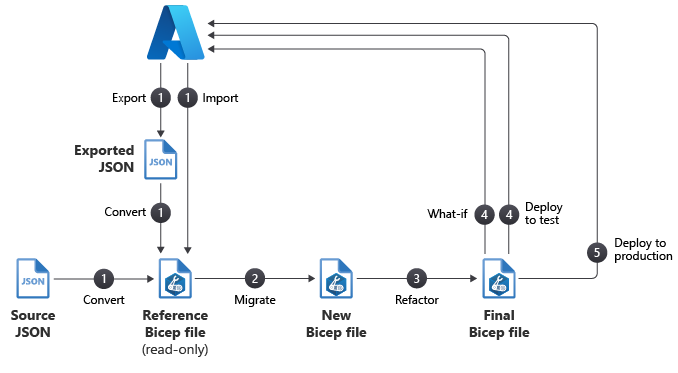 Export
1
1
Import
Exported
JSON
JSON
Convert
1
What-if
4
4
Deploy
to test
5
Deploy to
production
JSON
1
Convert
2
Migrate
3
Refactor
Source
JSON
Reference
Bicep file
(read-only)
New
Bicep file
Final
Bicep file